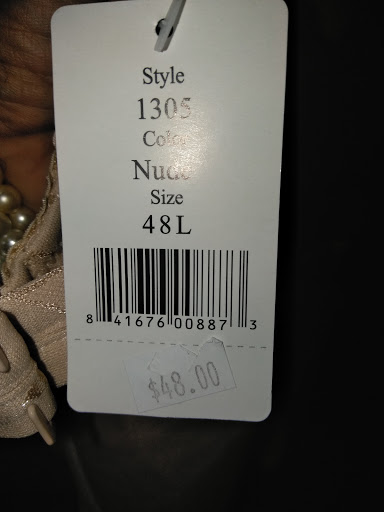 Style
1305
Color
Nude
Size
48L
8 41676 00887 3
$48.00